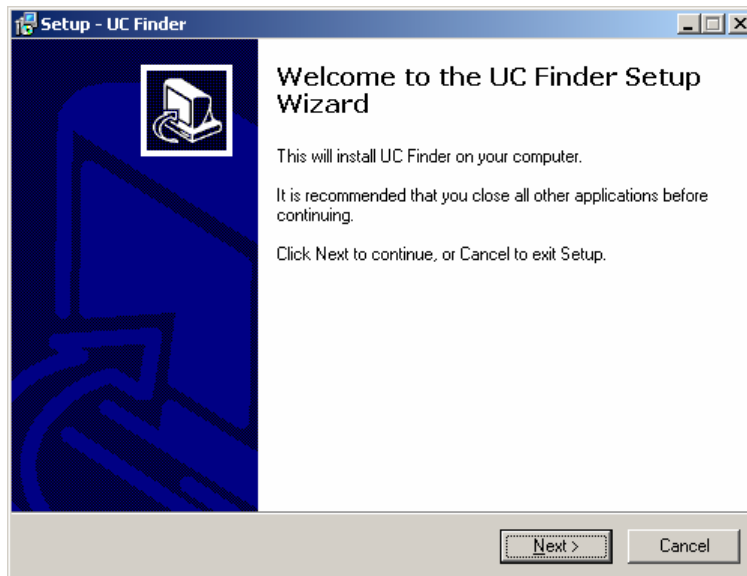 Setup - UC Finder
Welcome to the UC Finder Setup
Wizard
This will install UC Finder on your computer.
It is recommended that you close all other applications before
continuing.
Click Next to continue, or Cancel to exit Setup.
Next >
Cancel